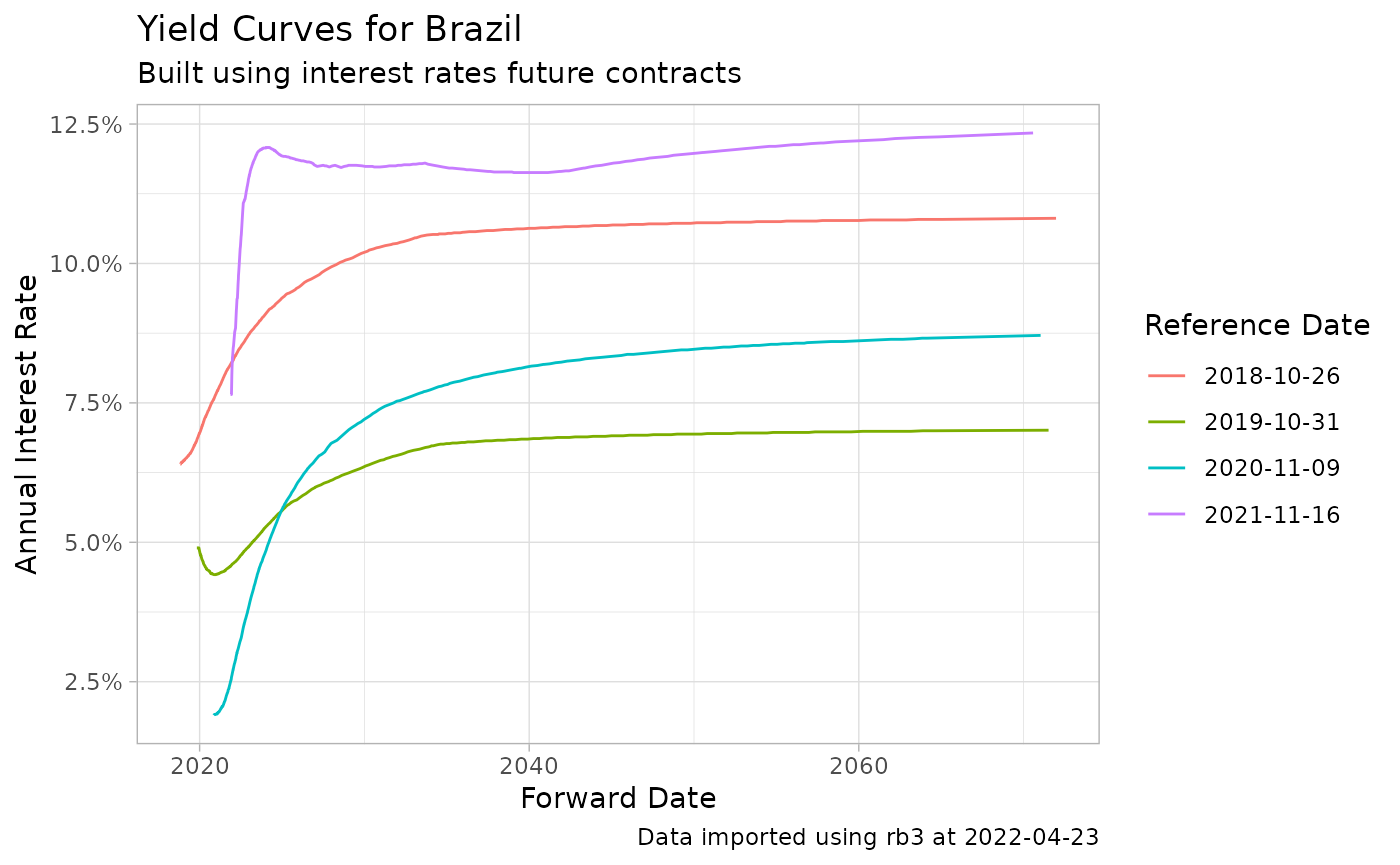 Yield Curves for Brazil
Built using interest rates future contracts
12.5%
10.0%
7.5%
5.0%
2.5%
Annual Interest Rate
2020
2040
2060
Forward Date
Reference Date
2018-10-26
2019-10-31
2020-11-09
2021-11-16
Data imported using rb3 at 2022-04-23